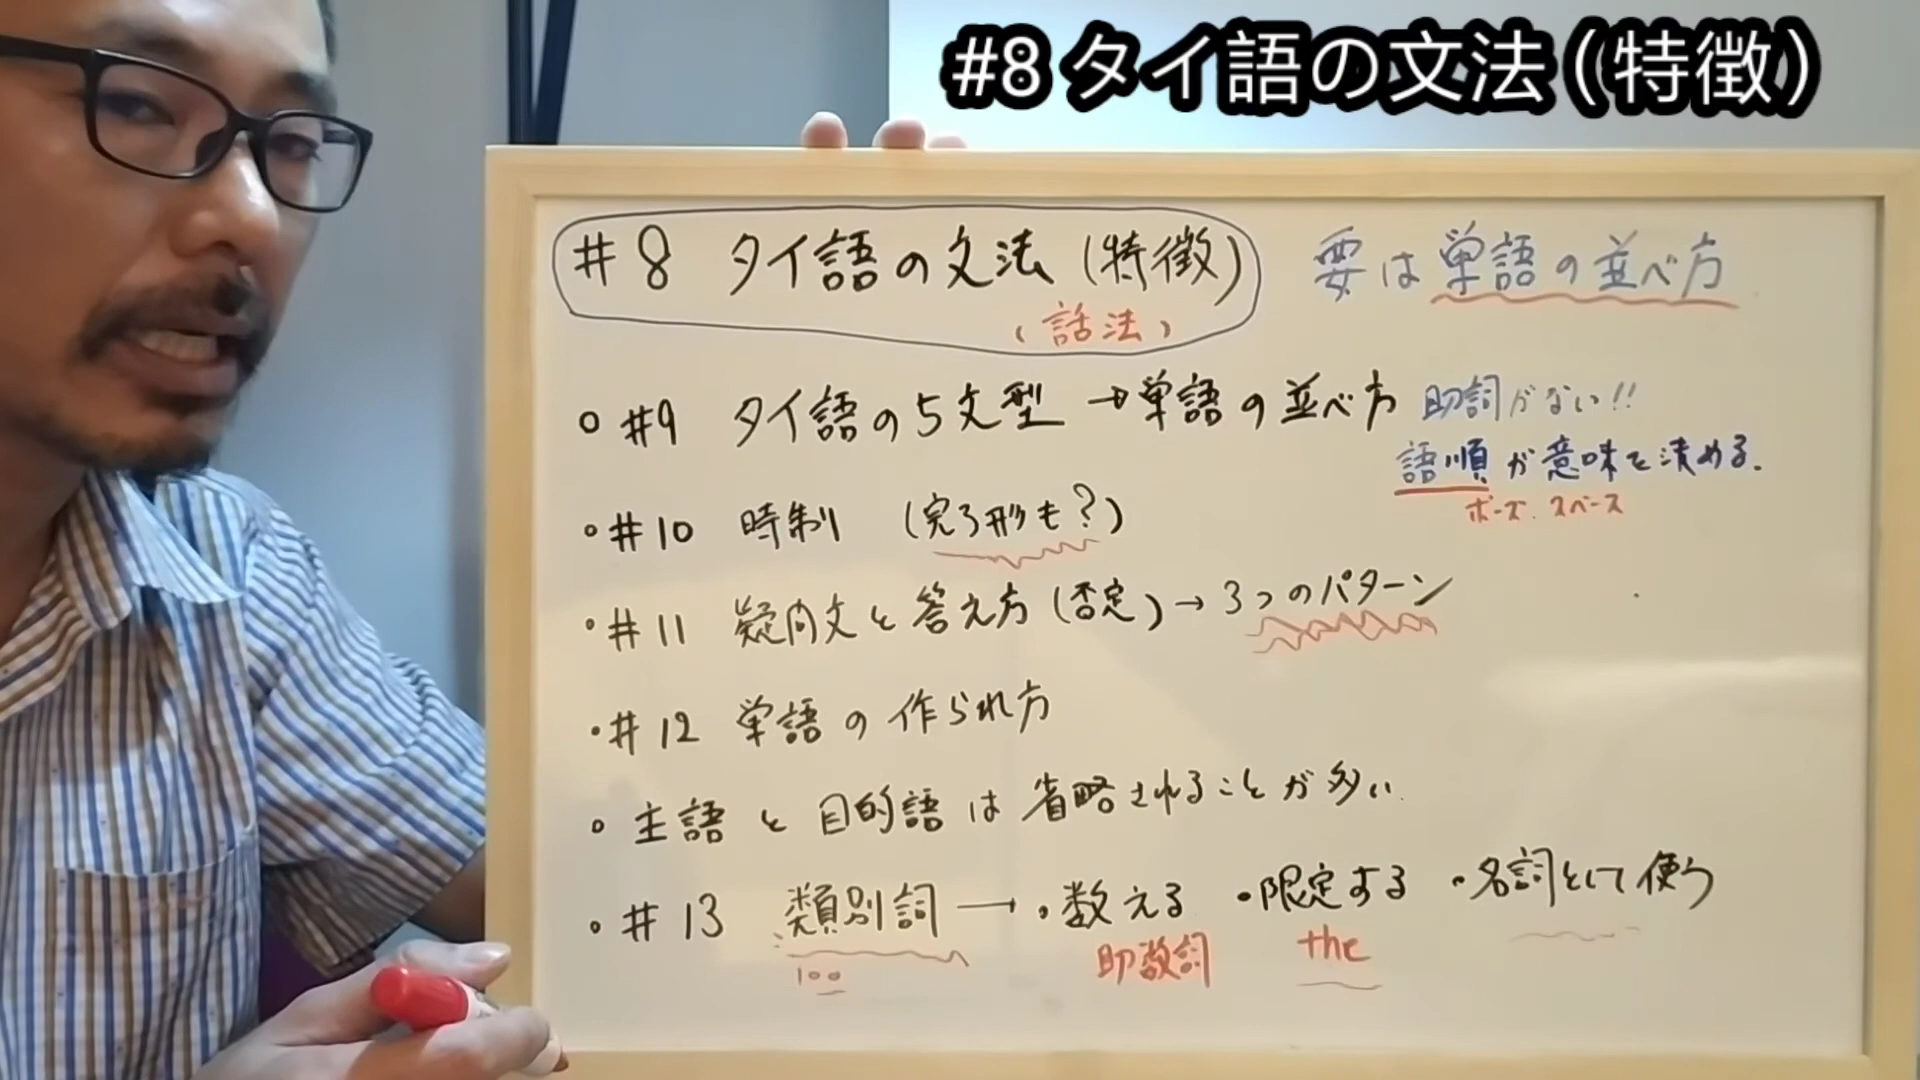 #8 タイ語の文法（特徴）
#8 タイ語の文法（特徴）
（話法）
要は単語の並べ方
○ #9 タイ語の5文型 → 単語の並べ方
助詞がない!!
語順が意味を決める。
ポーズ. スペース
・#10 時制 （完了形も？）
・#11 疑問文と答え方（否定）→ 3つのパターン
・#12 単語の作られ方
○ 主語と目的語は省略されることが多い.
・#13 類別詞 → ・数える ・限定する ・名詞として使う
100 助数詞 the